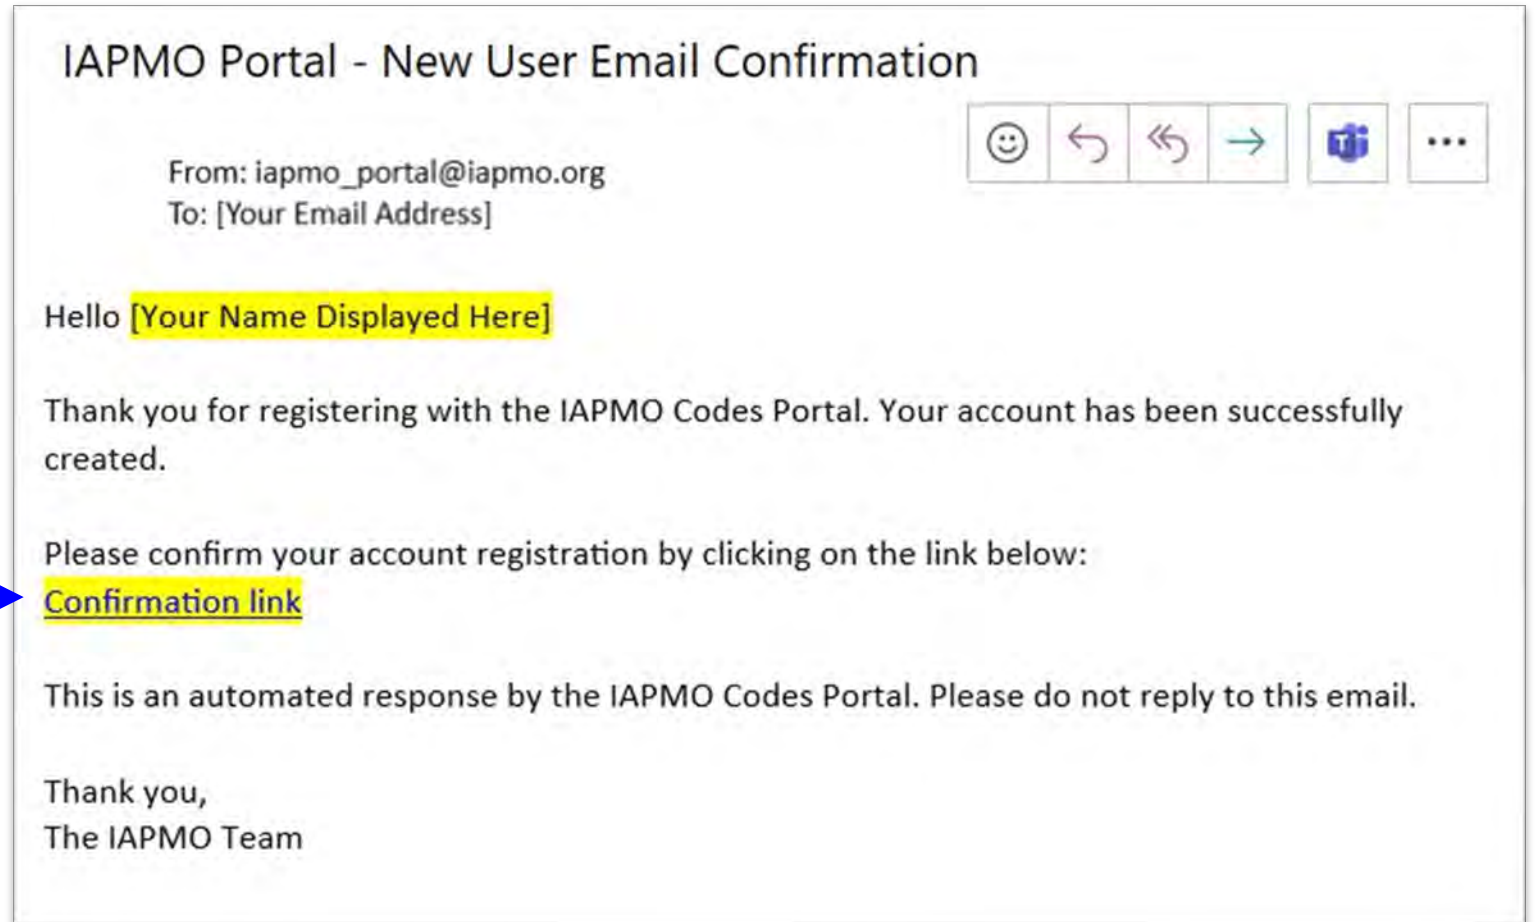 IAPMO Portal - New User Email Confirmation
From: iapmo_portal@iapmo.org
To: [Your Email Address]
Hello [Your Name Displayed Here]
Thank you for registering with the IAPMO Codes Portal. Your account has been successfully
created.
Please confirm your account registration by clicking on the link below:
Confirmation link
This is an automated response by the IAPMO Codes Portal. Please do not reply to this email.
Thank you,
The IAPMO Team